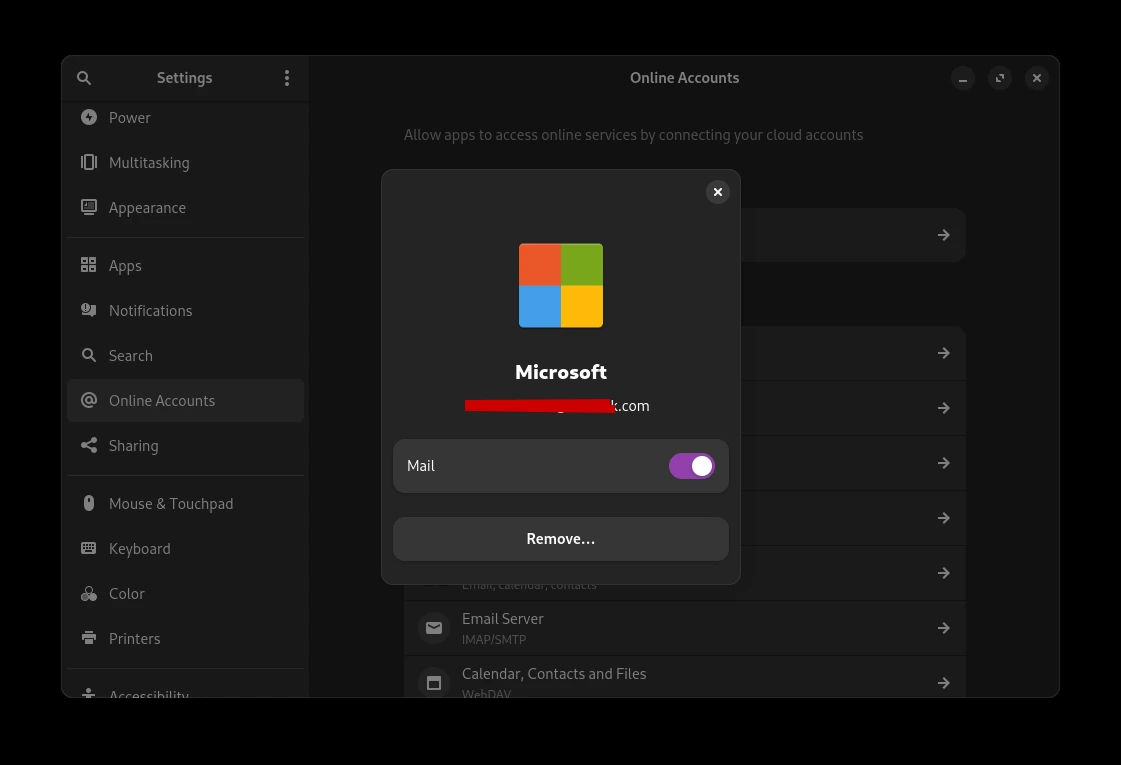 Settings
Online Accounts
Power
Multitasking
Appearance
Apps
Notifications
Search
Online Accounts
Sharing
Mouse & Touchpad
Keyboard
Color
Printers
Accessibility
Allow apps to access online services by connecting your cloud accounts
Microsoft
k.com
Mail
Remove...
Email, calendar, contacts
Email Server
IMAP/SMTP
Calendar, Contacts and Files
WebDAV